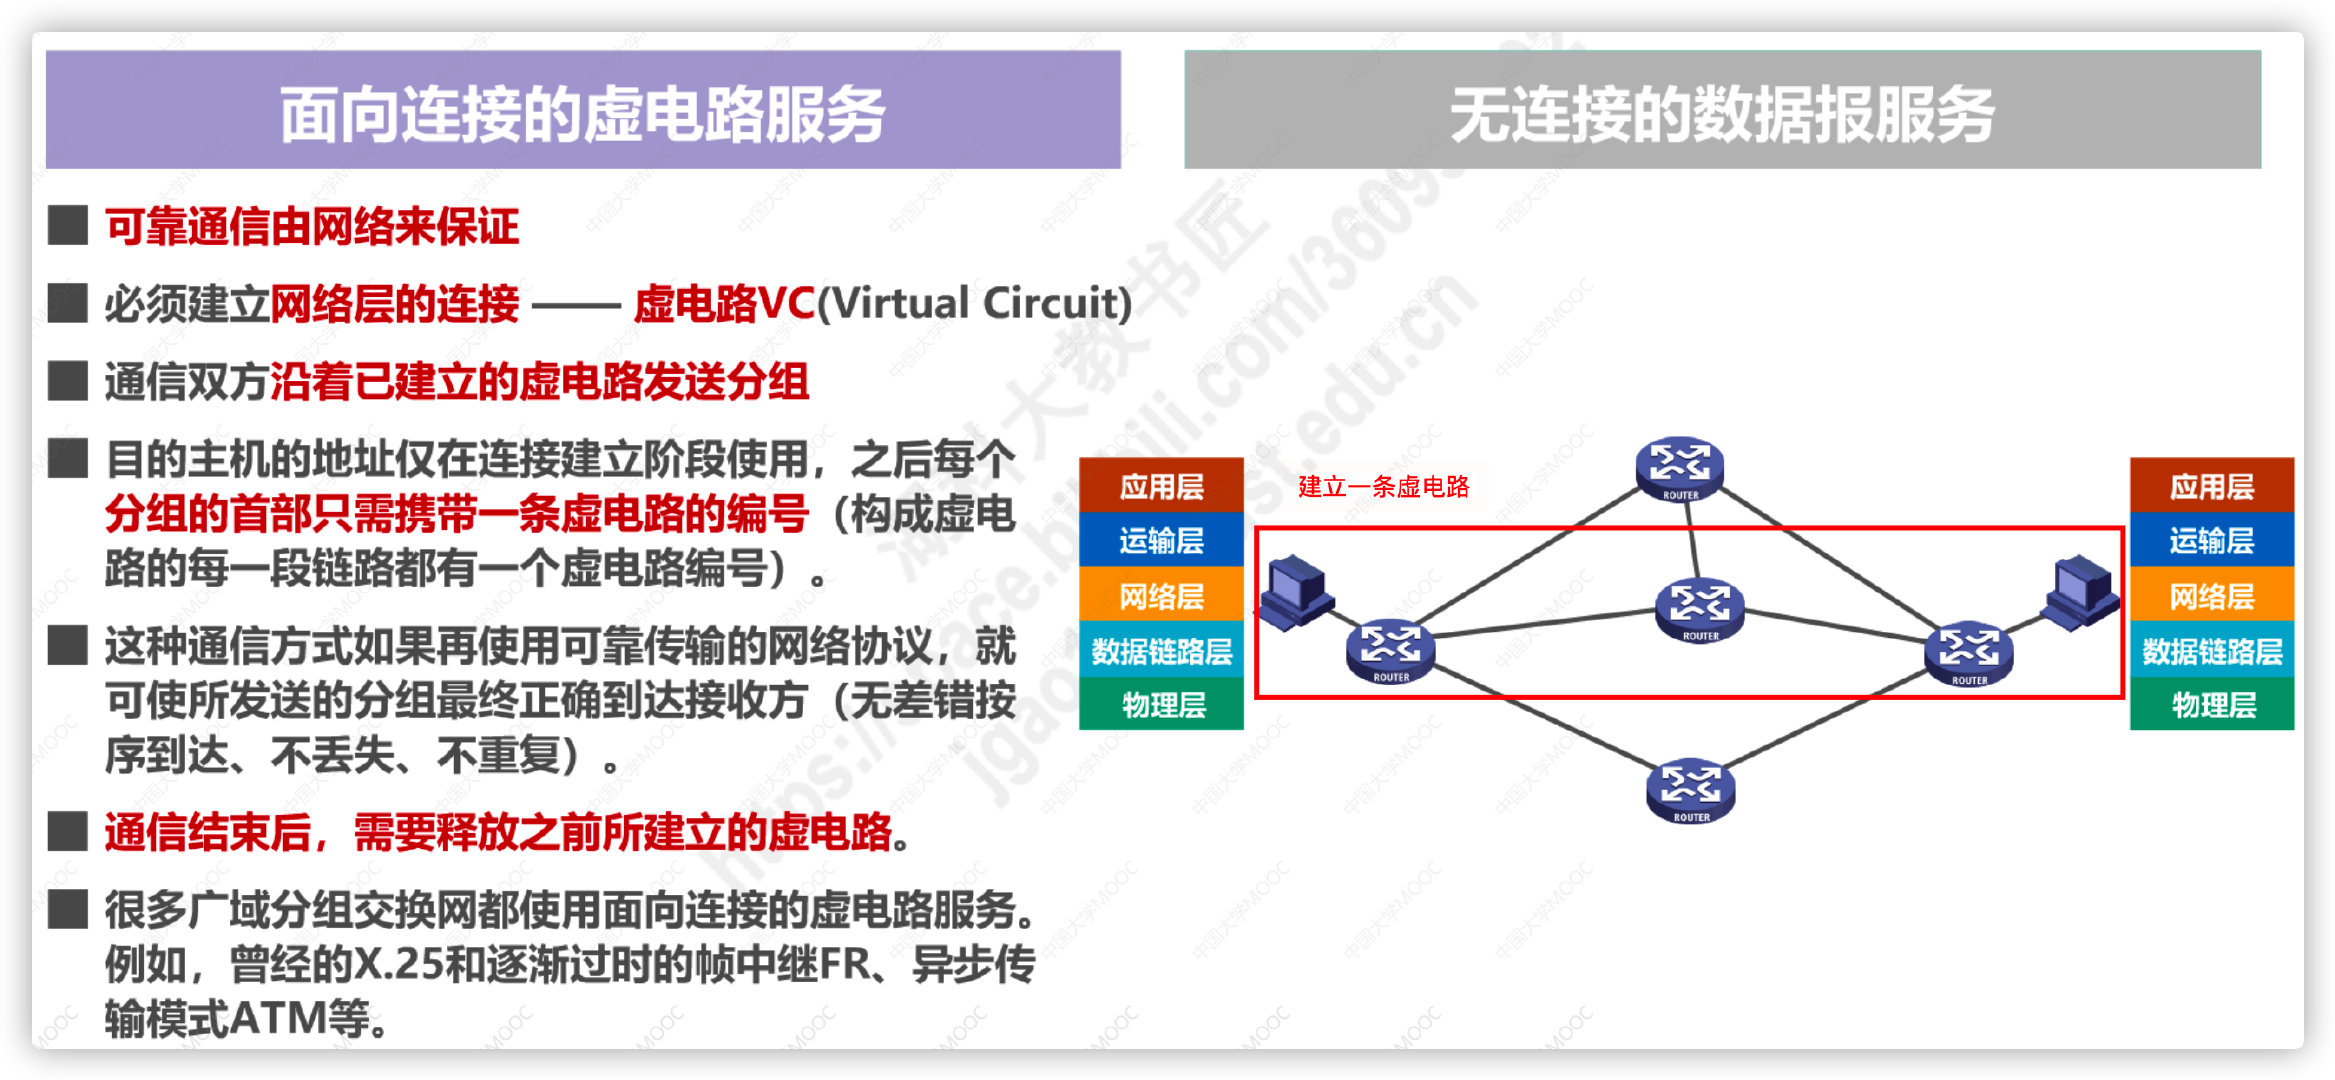 面向连接的虚电路服务
无连接的数据报服务
可靠通信由网络来保证
必须建立网络层的连接 —— 虚电路VC(Virtual Circuit)
通信双方沿着已建立的虚电路发送分组
目的主机的地址仅在连接建立阶段使用，之后每个
分组的首部只需携带一条虚电路的编号（构成虚电
路的每一段链路都有一个虚电路编号）。
这种通信方式如果再使用可靠传输的网络协议，就
可使所发送的分组最终正确到达接收方（无差错按
序到达、不丢失、不重复）。
通信结束后，需要释放之前所建立的虚电路。
很多广域分组交换网都使用面向连接的虚电路服务。
例如，曾经的X.25和逐渐过时的帧中继FR、异步传
输模式ATM等。
应用层
运输层
网络层
数据链路层
物理层
建立一条虚电路
ROUTER
ROUTER
ROUTER
ROUTER
ROUTER
应用层
运输层
网络层
数据链路层
物理层
中国大学MOOC